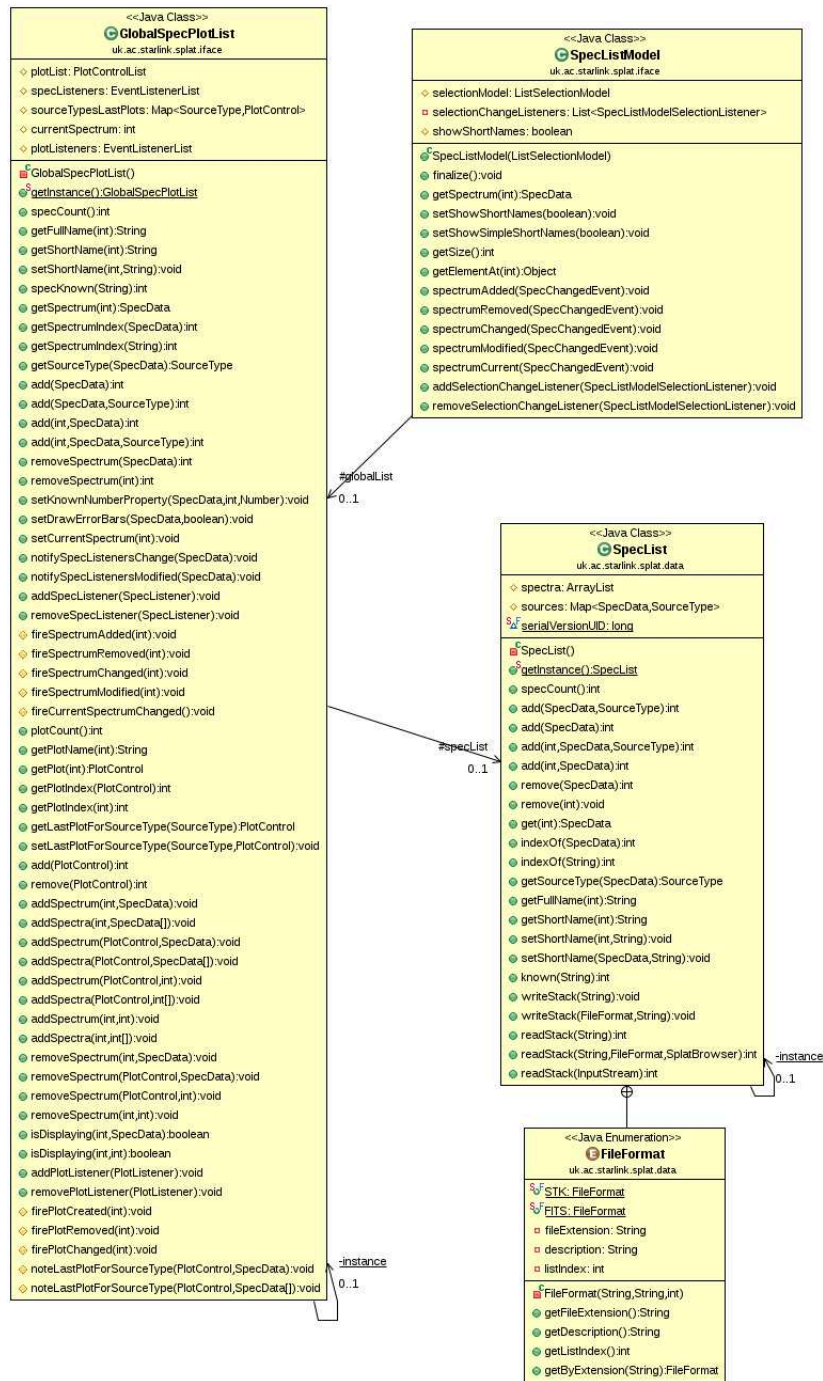 <<Java Class>>
GlobalSpecPlotList
uk.ac.starlink.splat.iface
plotList: PlotControlList
specListeners: EventListenerList
sourceTypesLastPlots: Map<SourceType,PlotControl>
currentSpectrum: int
plotListeners: EventListenerList
GlobalSpecPlotList()
getInstance():GlobalSpecPlotList
specCount():int
getFullName(int):String
getShortName(int):String
setShortName(int,String):void
specKnown(String):int
getSpectrum(int):SpecData
getSpectrumIndex(SpecData):int
getSpectrumIndex(String):int
getSourceType(SpecData):SourceType
add(SpecData):int
add(SpecData,SourceType):int
add(int,SpecData):int
add(int,SpecData,SourceType):int
removeSpectrum(SpecData):int
removeSpectrum(int):int
setKnownNumberProperty(SpecData,int,Number):void
setDrawErrorBars(SpecData,boolean):void
setCurrentSpectrum(int):void
notifySpecListenersChange(SpecData):void
notifySpecListenersModified(SpecData):void
addSpecListener(SpecListener):void
removeSpecListener(SpecListener):void
fireSpectrumAdded(int):void
fireSpectrumRemoved(int):void
fireSpectrumChanged(int):void
fireSpectrumModified(int):void
fireCurrentSpectrumChanged():void
plotCount():int
getPlotName(int):String
getPlot(int):PlotControl
getPlotIndex(PlotControl):int
getPlotIndex(int):int
getLastPlotForSourceType(SourceType):PlotControl
setLastPlotForSourceType(SourceType,PlotControl):void
add(PlotControl):int
remove(PlotControl):int
addSpectrum(int,SpecData):void
addSpectra(int,SpecData[]):void
addSpectrum(PlotControl,SpecData):void
addSpectra(PlotControl,SpecData[]):void
addSpectrum(PlotControl,int):void
addSpectra(PlotControl,int[]):void
addSpectrum(int,int):void
addSpectra(int,int[]):void
removeSpectrum(int,SpecData):void
removeSpectrum(PlotControl,SpecData):void
removeSpectrum(PlotControl,int):void
removeSpectrum(int,int):void
isDisplaying(int,SpecData):boolean
isDisplaying(int,int):boolean
addPlotListener(PlotListener):void
removePlotListener(PlotListener):void
firePlotCreated(int):void
firePlotRemoved(int):void
firePlotChanged(int):void
noteLastPlotForSourceType(PlotControl,SpecData):void
noteLastPlotForSourceType(PlotControl,SpecData[]):void
-instance
0..1
<<Java Class>>
SpecListModel
uk.ac.starlink.splat.iface
selectionModel: ListSelectionModel
selectionChangeListeners: List<SpecListModelSelectionListener>
showShortNames: boolean
SpecListModel(ListSelectionModel)
finalize():void
getSpectrum(int):SpecData
setShowShortNames(boolean):void
setShowSimpleShortNames(boolean):void
getSize():int
getElementAt(int):Object
spectrumAdded(SpecChangedEvent):void
spectrumRemoved(SpecChangedEvent):void
spectrumChanged(SpecChangedEvent):void
spectrumModified(SpecChangedEvent):void
spectrumCurrent(SpecChangedEvent):void
addSelectionChangeListener(SpecListModelSelectionListener):void
removeSelectionChangeListener(SpecListModelSelectionListener):void
#globalList
0..1
#specList
0..1
<<Java Class>>
SpecList
uk.ac.starlink.splat.data
spectra: ArrayList
sources: Map<SpecData,SourceType>
serialVersionUID: long
SpecList()
getInstance():SpecList
specCount():int
add(SpecData,SourceType):int
add(SpecData):int
add(int,SpecData,SourceType):int
add(int,SpecData):int
remove(SpecData):int
remove(int):void
get(int):SpecData
indexOf(SpecData):int
indexOf(String):int
getSourceType(SpecData):SourceType
getFullName(int):String
getShortName(int):String
setShortName(int,String):void
setShortName(SpecData,String):void
known(String):int
writeStack(String):void
writeStack(FileFormat,String):void
readStack(String):int
readStack(String,FileFormat,SplatBrowser):int
readStack(InputStream):int
-instance
0..1
<<Java Enumeration>>
FileFormat
uk.ac.starlink.splat.data
STK: FileFormat
FITS: FileFormat
fileExtension: String
description: String
listIndex: int
FileFormat(String,String,int)
getFileExtension():String
getDescription():String
getListIndex():int
getByExtension(String):FileFormat